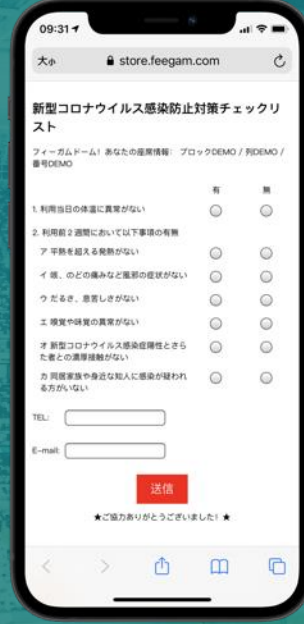 09:31
大小 store.feegam.com
新型コロナウイルス感染防止対策チェックリ
スト
フィーガムドーム! あなたの座席情報: ブロックDEMO / 列DEMO /
番号DEMO
有 無
1. 利用当日の体温に異常がない
2. 利用前2週間において以下事項の有無
ア 平熱を超える発熱がない
イ 咳、のどの痛みなど風邪の症状がない
ウ だるさ、息苦しさがない
エ 嗅覚や味覚の異常がない
オ 新型コロナウイルス感染症陽性とさら
た者との濃厚接触がない
カ 同居家族や身近な知人に感染が疑われ
る方がいない
TEL:
E-mail:
送信
★ご協力ありがとうございました! ★